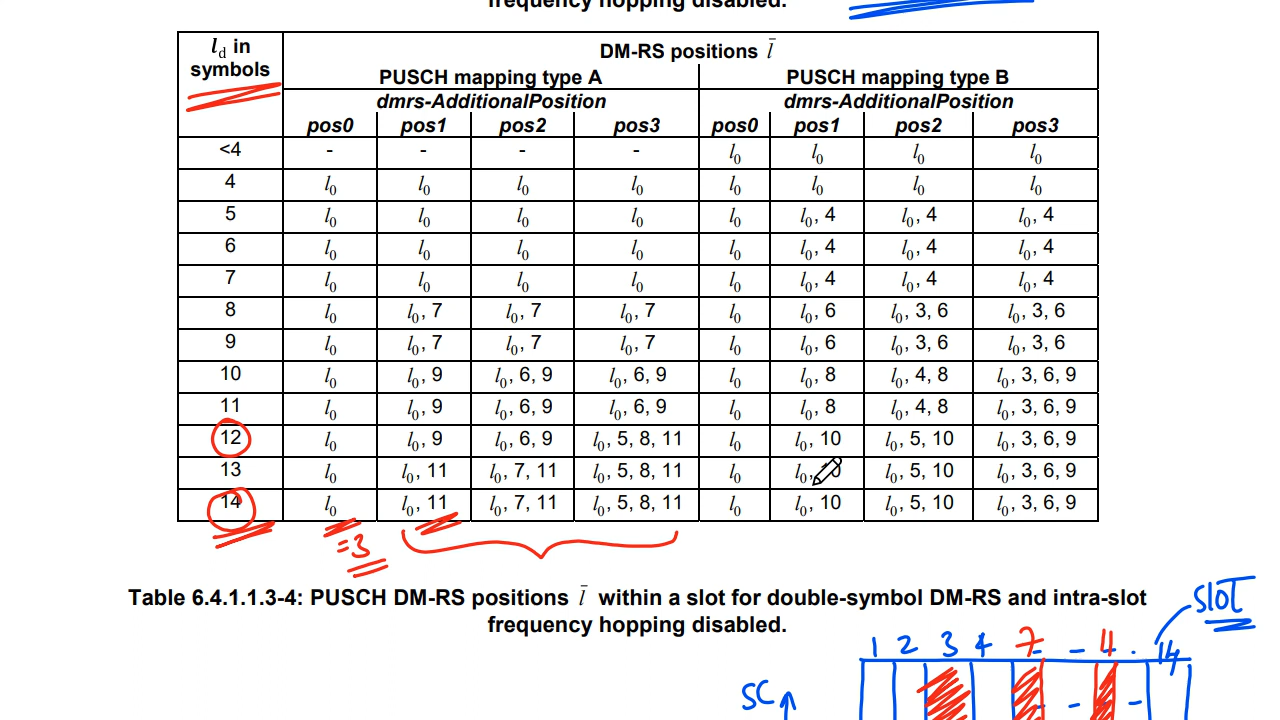 frequency hopping disabled.
l_d in symbols DM-RS positions l̄
PUSCH mapping type A PUSCH mapping type B
dmrs-AdditionalPosition dmrs-AdditionalPosition
pos0 pos1 pos2 pos3 pos0 pos1 pos2 pos3
<4 - - - - l₀ l₀ l₀ l₀
4 l₀ l₀ l₀ l₀ l₀ l₀ l₀ l₀
5 l₀ l₀ l₀ l₀ l₀ l₀, 4 l₀, 4 l₀, 4
6 l₀ l₀ l₀ l₀ l₀ l₀, 4 l₀, 4 l₀, 4
7 l₀ l₀ l₀ l₀ l₀ l₀, 4 l₀, 4 l₀, 4
8 l₀ l₀, 7 l₀, 7 l₀, 7 l₀ l₀, 6 l₀, 3, 6 l₀, 3, 6
9 l₀ l₀, 7 l₀, 7 l₀, 7 l₀ l₀, 6 l₀, 3, 6 l₀, 3, 6
10 l₀ l₀, 9 l₀, 6, 9 l₀, 6, 9 l₀ l₀, 8 l₀, 4, 8 l₀, 3, 6, 9
11 l₀ l₀, 9 l₀, 6, 9 l₀, 6, 9 l₀ l₀, 8 l₀, 4, 8 l₀, 3, 6, 9
12 l₀ l₀, 9 l₀, 6, 9 l₀, 5, 8, 11 l₀ l₀, 10 l₀, 5, 10 l₀, 3, 6, 9
13 l₀ l₀, 11 l₀, 7, 11 l₀, 5, 8, 11 l₀ l₀, l₀, 5, 10 l₀, 3, 6, 9
14 l₀ l₀, 11 l₀, 7, 11 l₀, 5, 8, 11 l₀ l₀, 10 l₀, 5, 10 l₀, 3, 6, 9
=3
Table 6.4.1.1.3-4: PUSCH DM-RS positions l̄ within a slot for double-symbol DM-RS and intra-slot
frequency hopping disabled.
SLOT
1 2 3 4 7 - - 11 . 14
SC